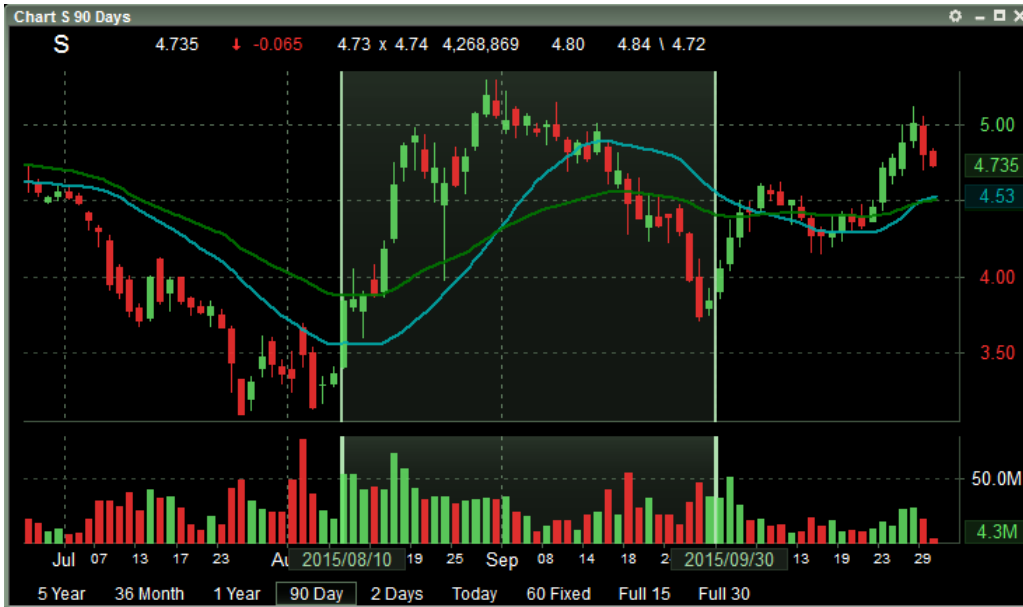 Chart S 90 Days
S 4.735 -0.065 4.73 x 4.74 4,268,869 4.80 4.84 \ 4.72
5.00
4.735
4.53
4.00
3.50
50.0M
4.3M
Jul 07 13 17 23 2015/08/10 19 25 Sep 08 14 18 2015/09/30 13 19 23 29
5 Year 36 Month 1 Year 90 Day 2 Days Today 60 Fixed Full 15 Full 30